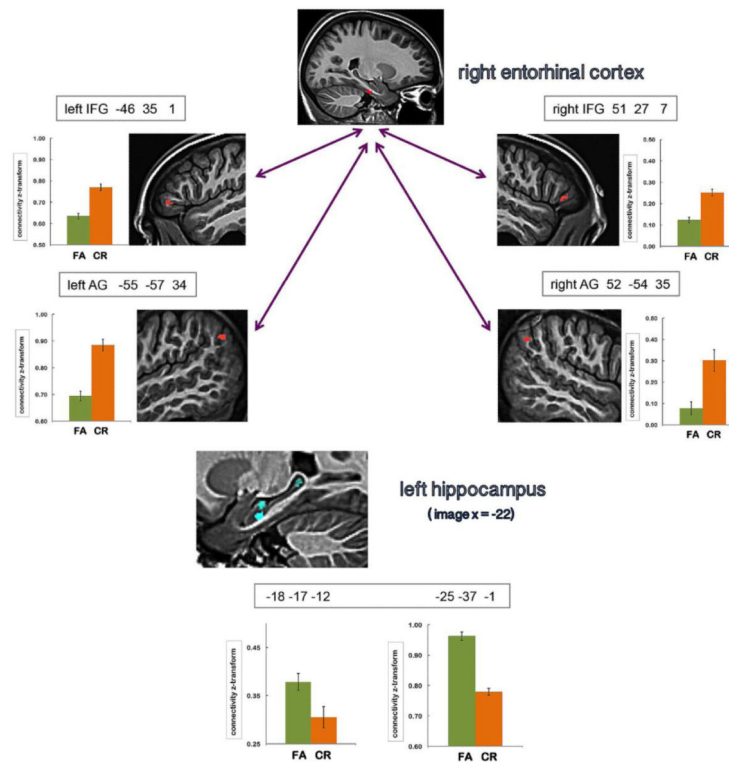 right entorhinal cortex
left IFG -46 35 1
connectivity z-transform
1.00
0.90
0.80
0.70
0.60
0.50
FA CR
right IFG 51 27 7
connectivity z-transform
0.50
0.40
0.30
0.20
0.10
0.00
FA CR
left AG -55 -57 34
connectivity z-transform
1.00
0.90
0.80
0.70
0.60
FA CR
right AG 52 -54 35
connectivity z-transform
0.50
0.40
0.30
0.10
0.00
FA CR
left hippocampus
(image x = -22)
-18 -17 -12
-25 -37 -1
connectivity z-transform
0.45
0.35
0.25
FA CR
connectivity z-transform
1.00
0.90
0.80
0.70
0.60
FA CR